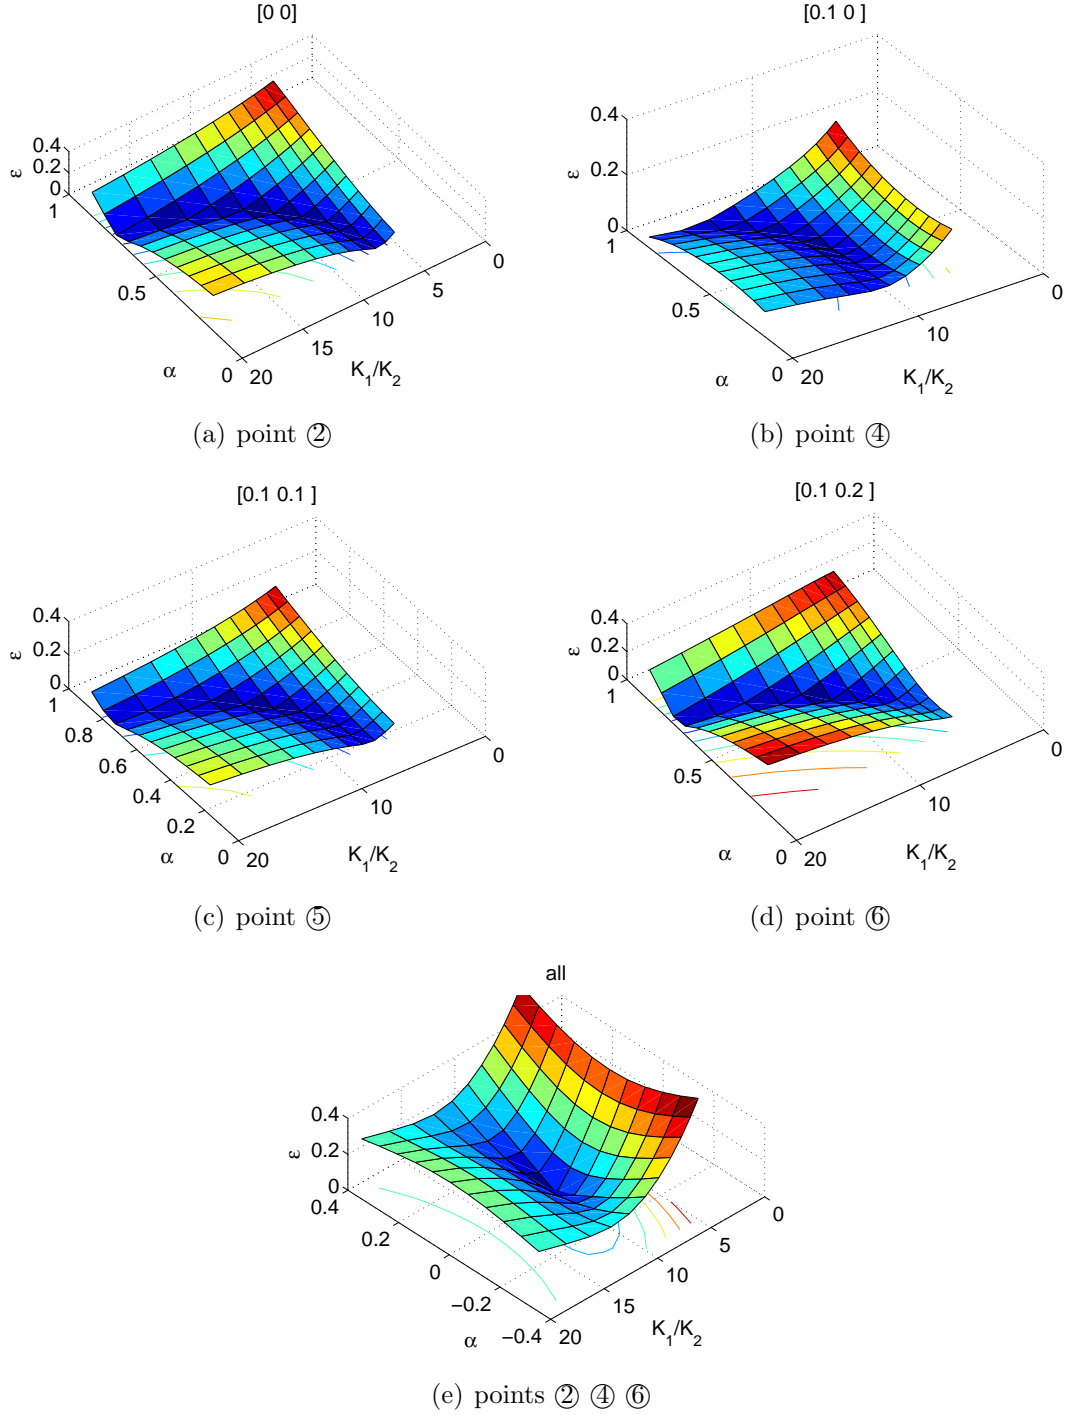 [0 0]
0.4
0.2
0
ε
1
0.5
0
α
20
15
10
5
0
K1/K2
(a) point ②
[0.1 0 ]
0.4
0.2
0
ε
1
0.5
0
α
20
10
0
K1/K2
(b) point ④
[0.1 0.1 ]
0.4
0.2
0
ε
1
0.8
0.6
0.4
0.2
0
α
20
10
0
K1/K2
(c) point ⑤
[0.1 0.2 ]
0.4
0.2
0
ε
1
0.5
0
α
20
10
0
K1/K2
(d) point ⑥
all
0.4
0.2
0
ε
0.4
0.2
0
−0.2
−0.4
α
20
15
10
5
0
K1/K2
(e) points ② ④ ⑥